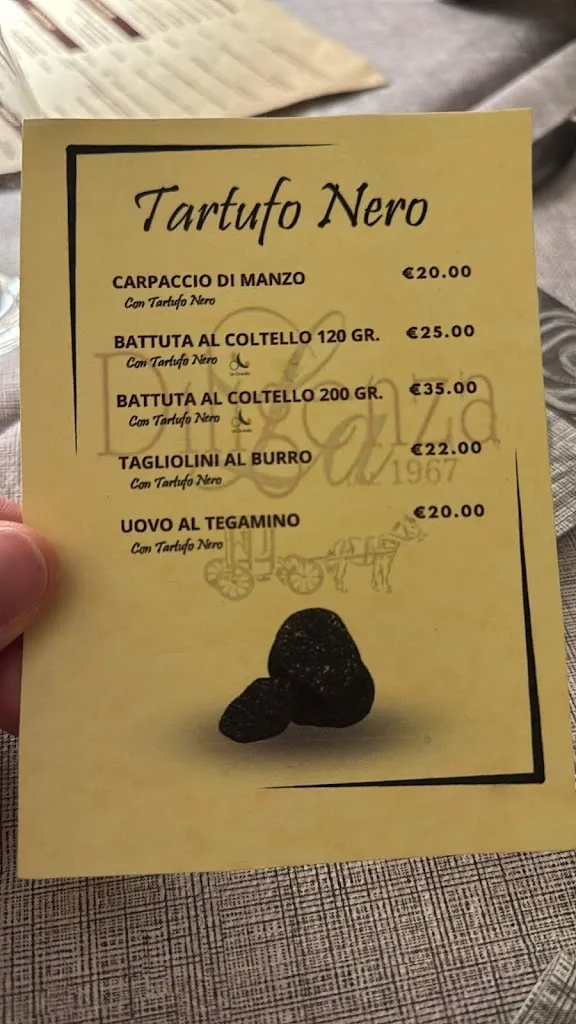 Tartufo Nero
CARPACCIO DI MANZO €20.00
Con Tartufo Nero
BATTUTA AL COLTELLO 120 GR. €25.00
Con Tartufo Nero
BATTUTA AL COLTELLO 200 GR. €35.00
Con Tartufo Nero
TAGLIOLINI AL BURRO €22.00
Con Tartufo Nero
UOVO AL TEGAMINO €20.00
Con Tartufo Nero
La
Diligenza
1967